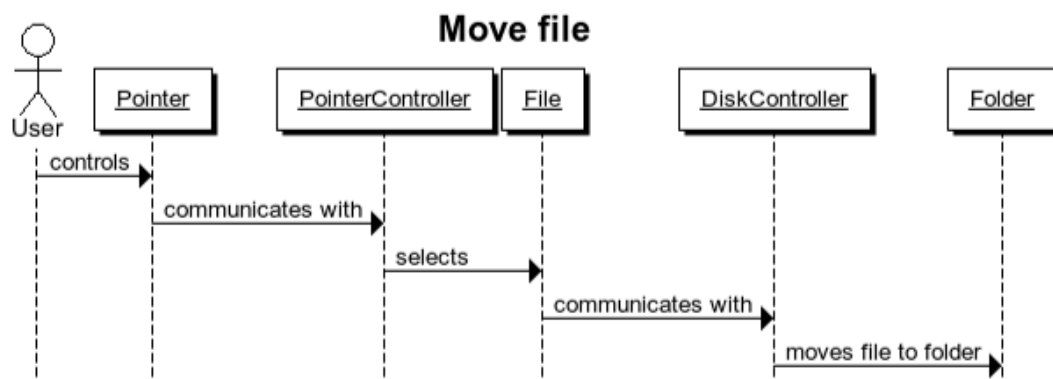 Move file
User
Pointer
PointerController
File
DiskController
Folder
controls
communicates with
selects
communicates with
moves file to folder